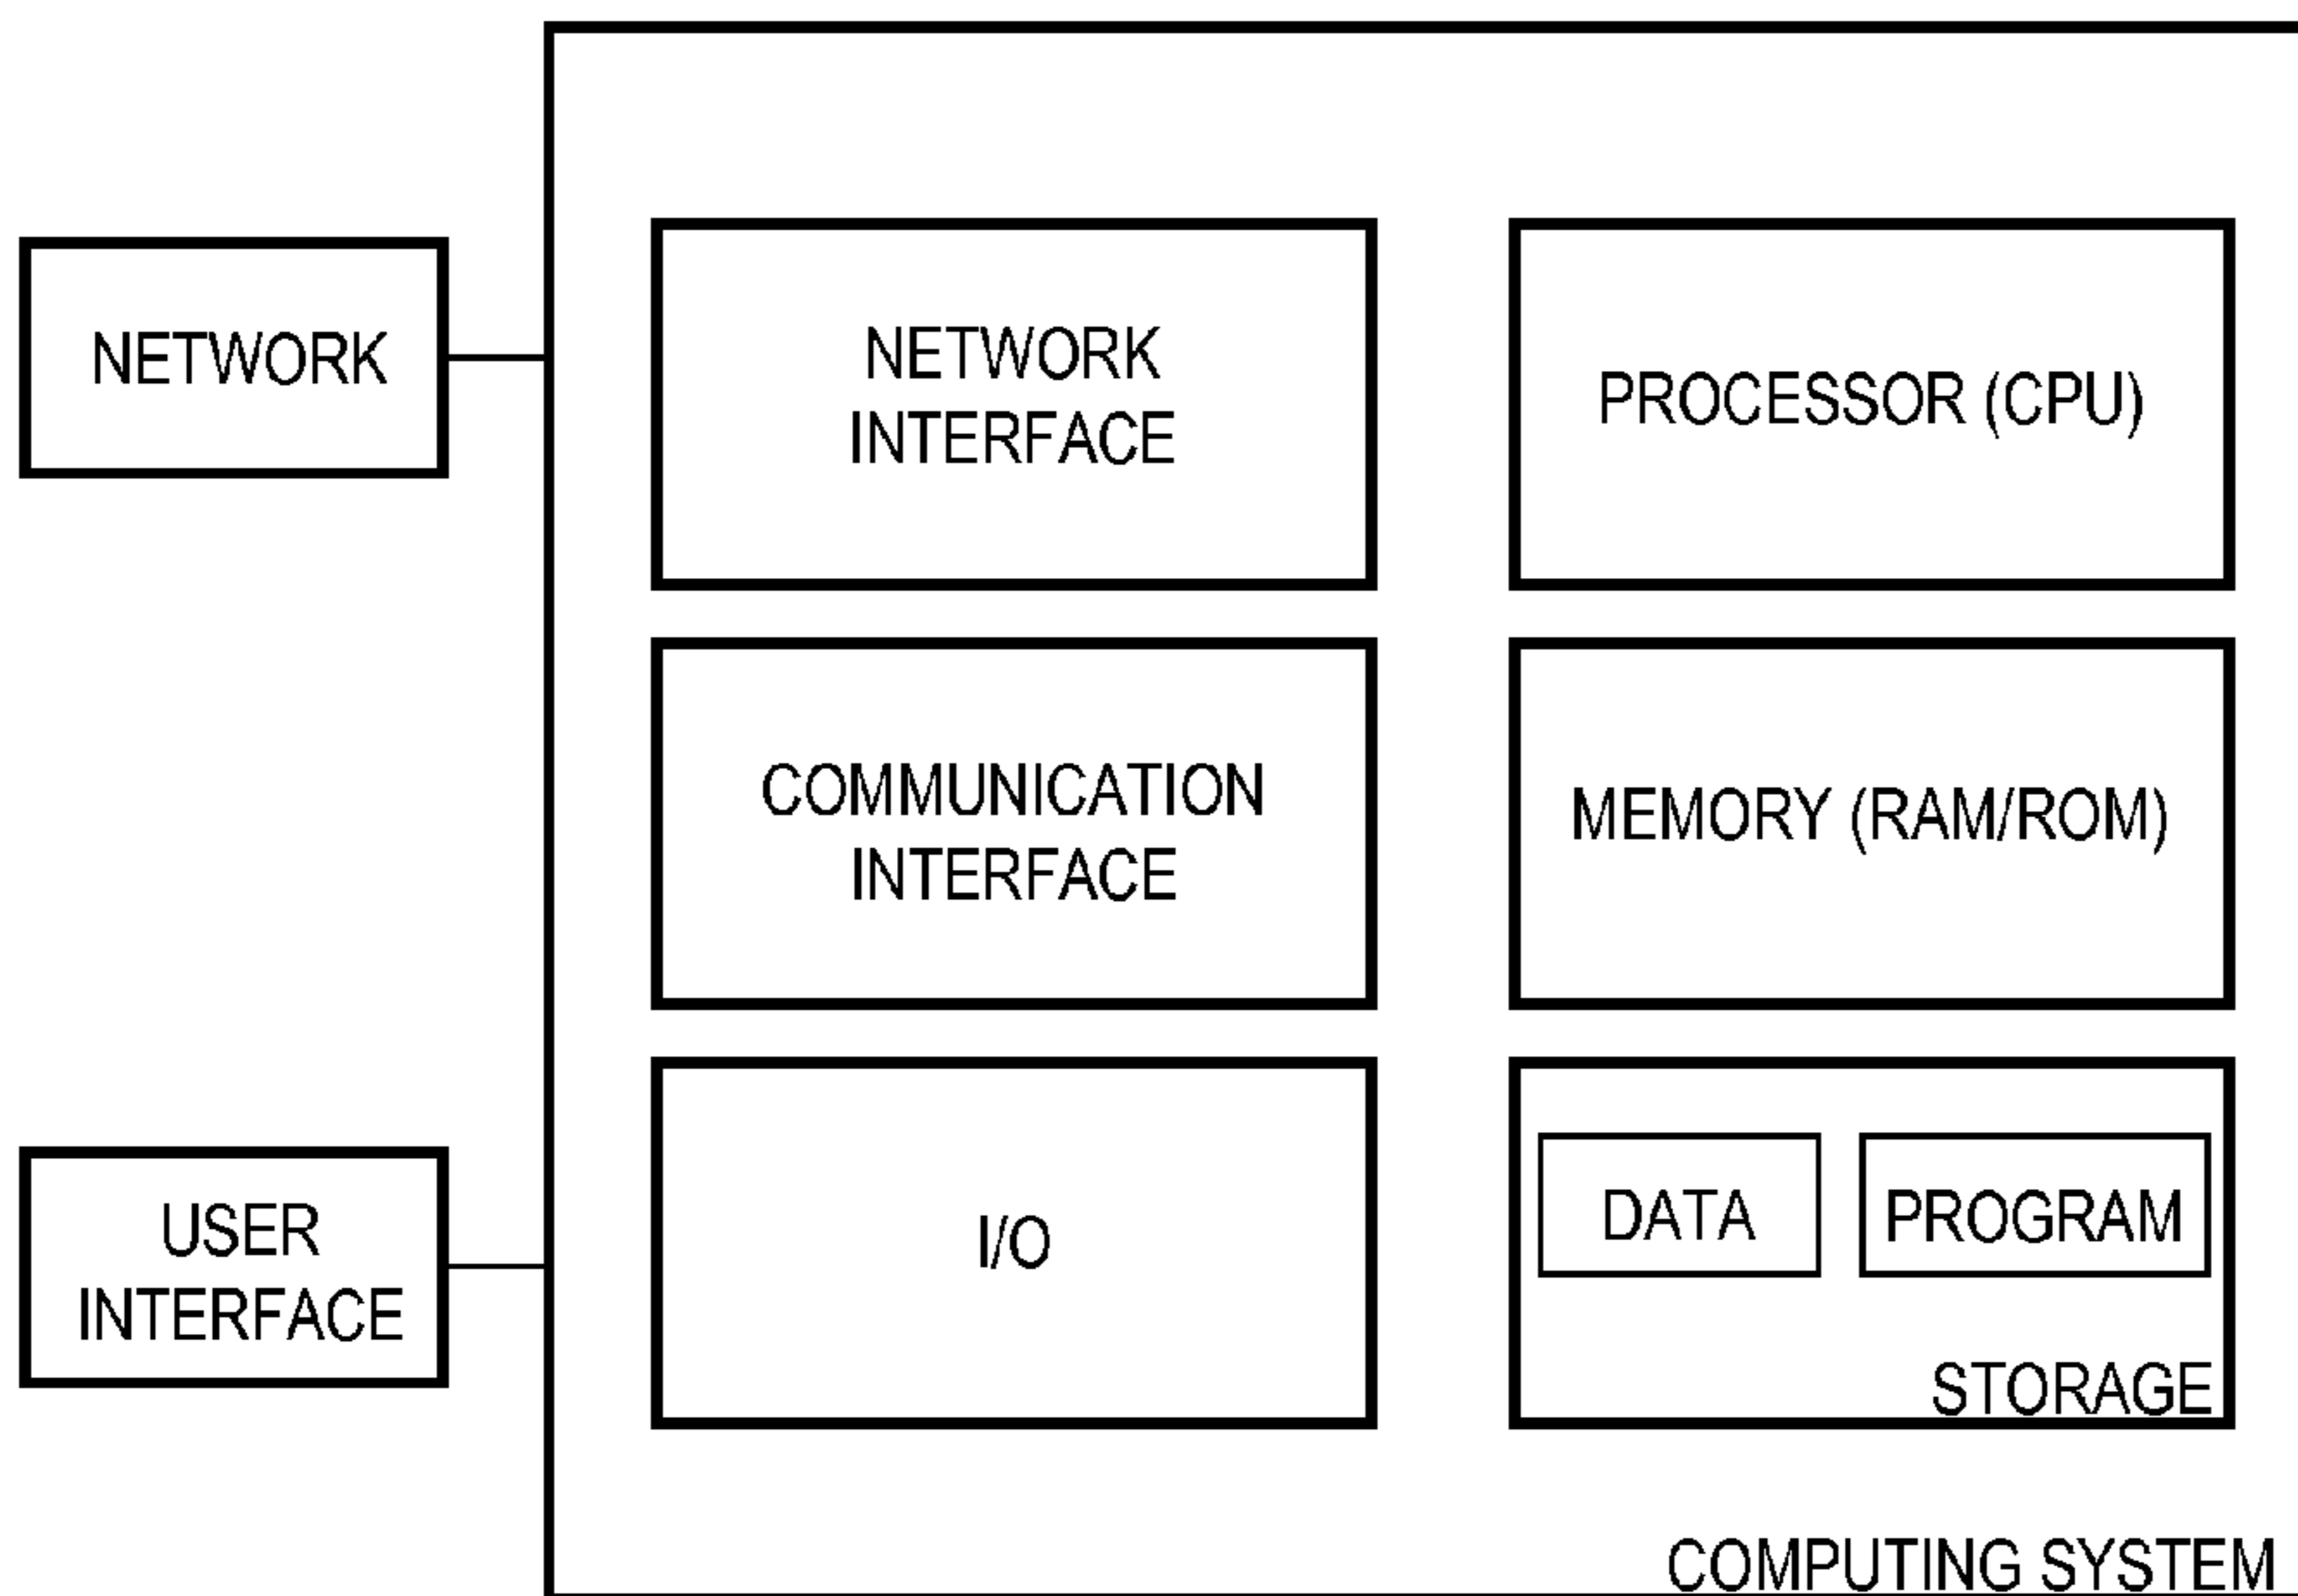 NETWORK
NETWORK
INTERFACE
PROCESSOR (CPU)
COMMUNICATION
INTERFACE
MEMORY (RAM/ROM)
USER
INTERFACE
I/O
DATA
PROGRAM
STORAGE
COMPUTING SYSTEM